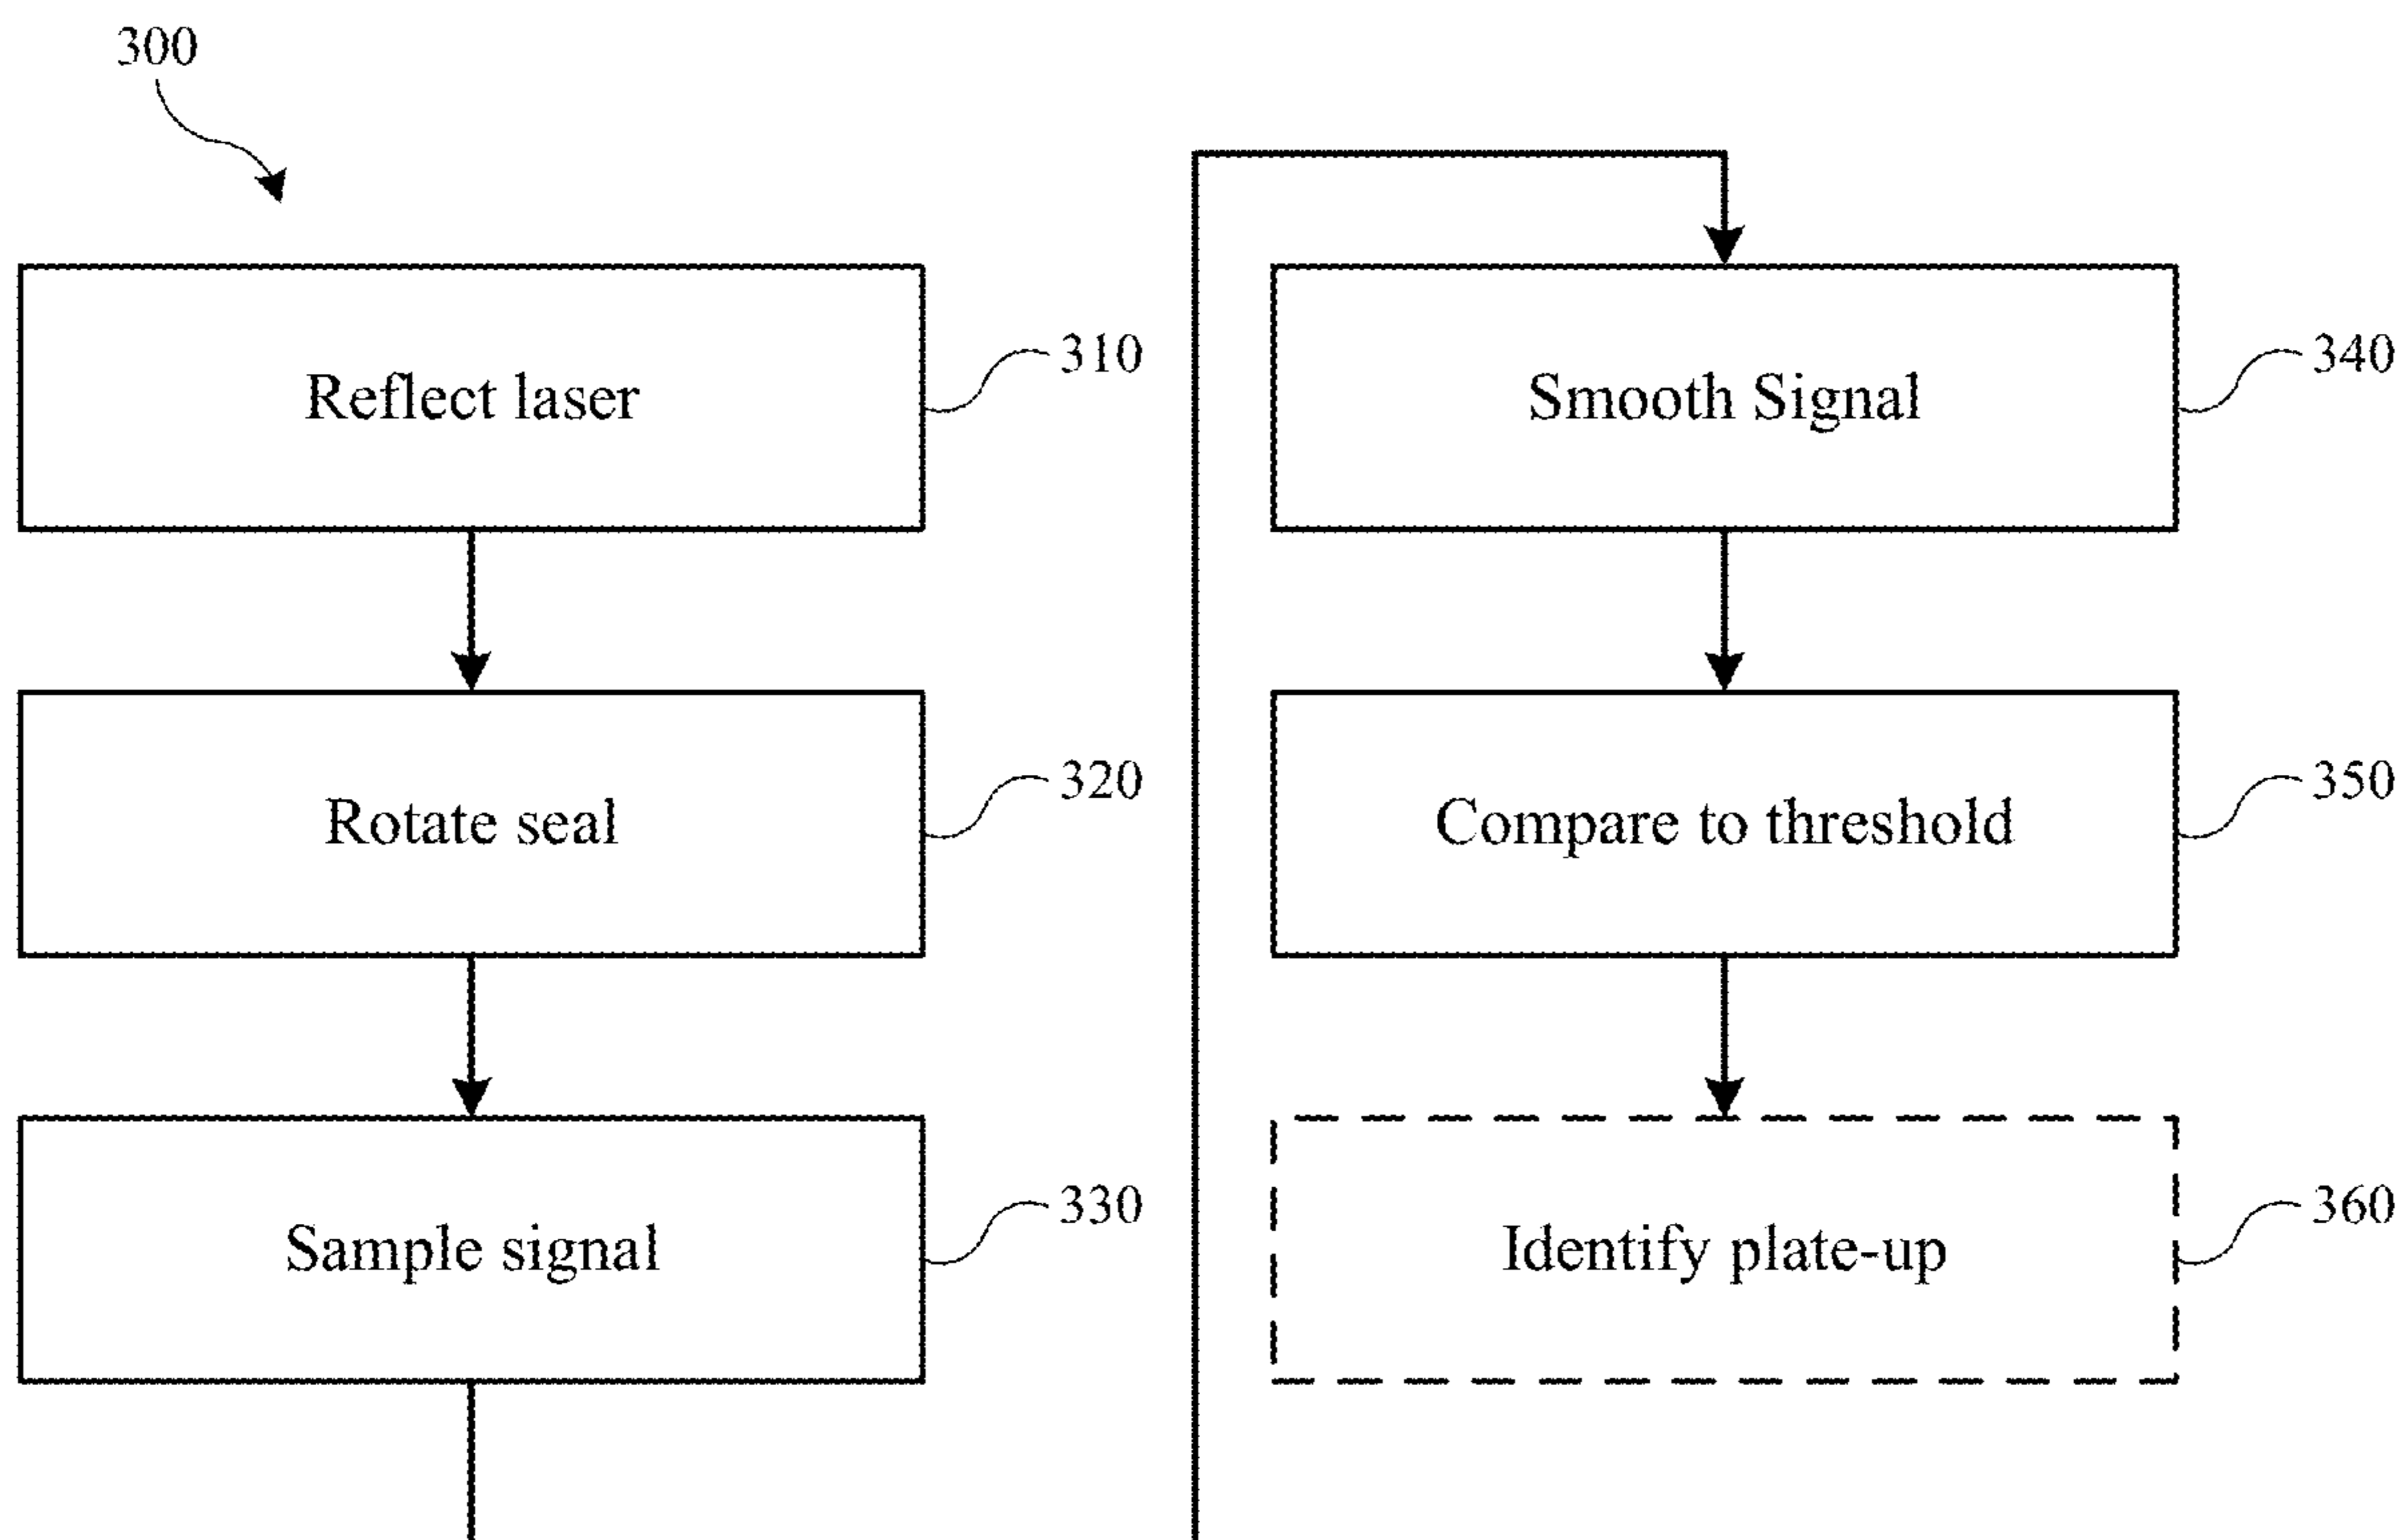 300
Reflect laser
310
Rotate seal
320
Sample signal
330
Smooth Signal
340
Compare to threshold
350
Identify plate-up
360